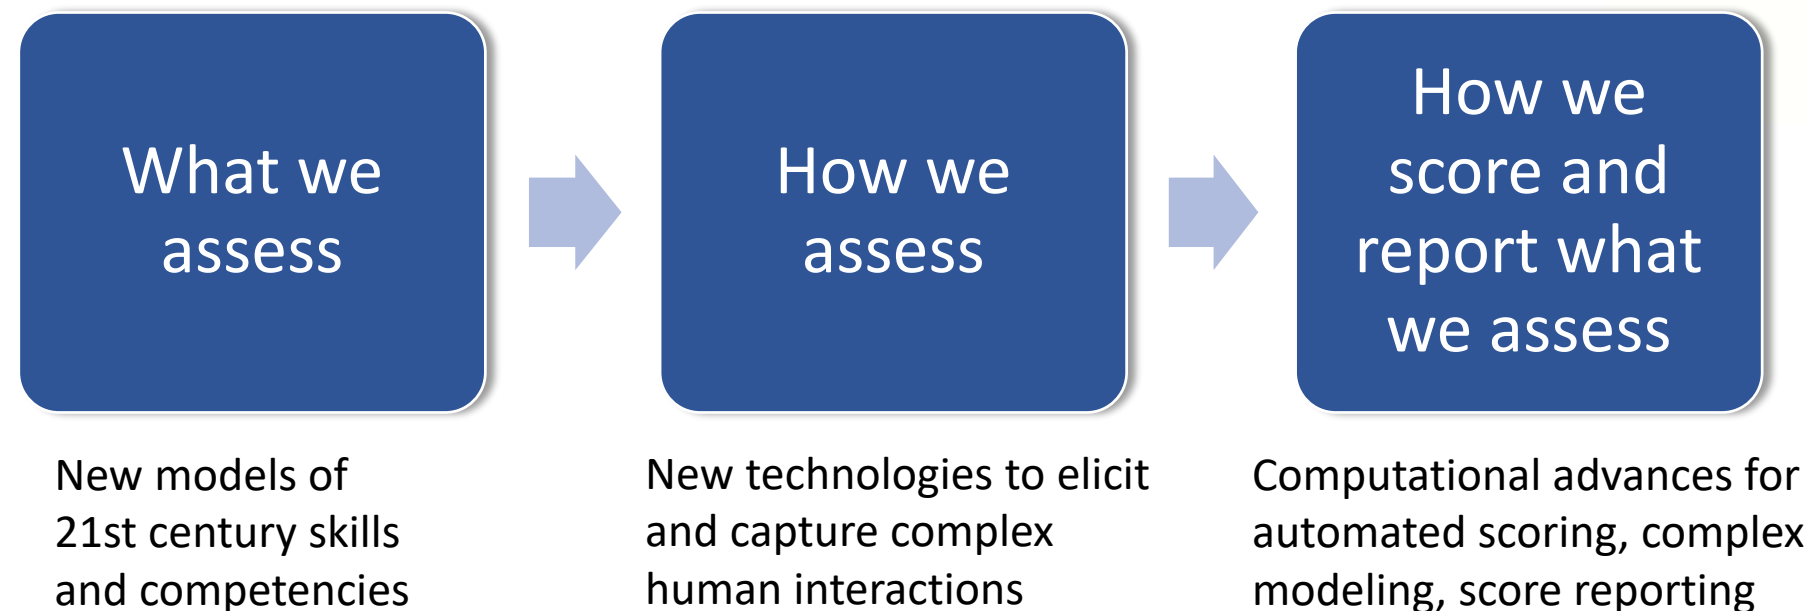 What we
assess
How we
assess
How we
score and
report what
we assess
New models of
21st century skills
and competencies
New technologies to elicit
and capture complex
human interactions
Computational advances for
automated scoring, complex
modeling, score reporting